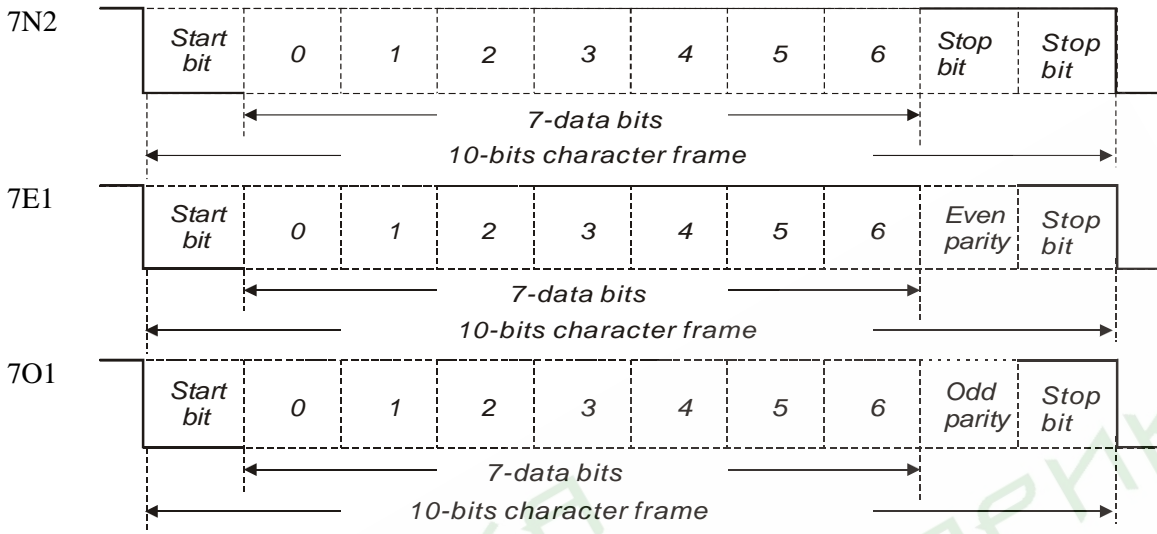 7N2
Start bit 0 1 2 3 4 5 6 Stop bit Stop bit
7-data bits
10-bits character frame
7E1
Start bit 0 1 2 3 4 5 6 Even parity Stop bit
7-data bits
10-bits character frame
7O1
Start bit 0 1 2 3 4 5 6 Odd parity Stop bit
7-data bits
10-bits character frame